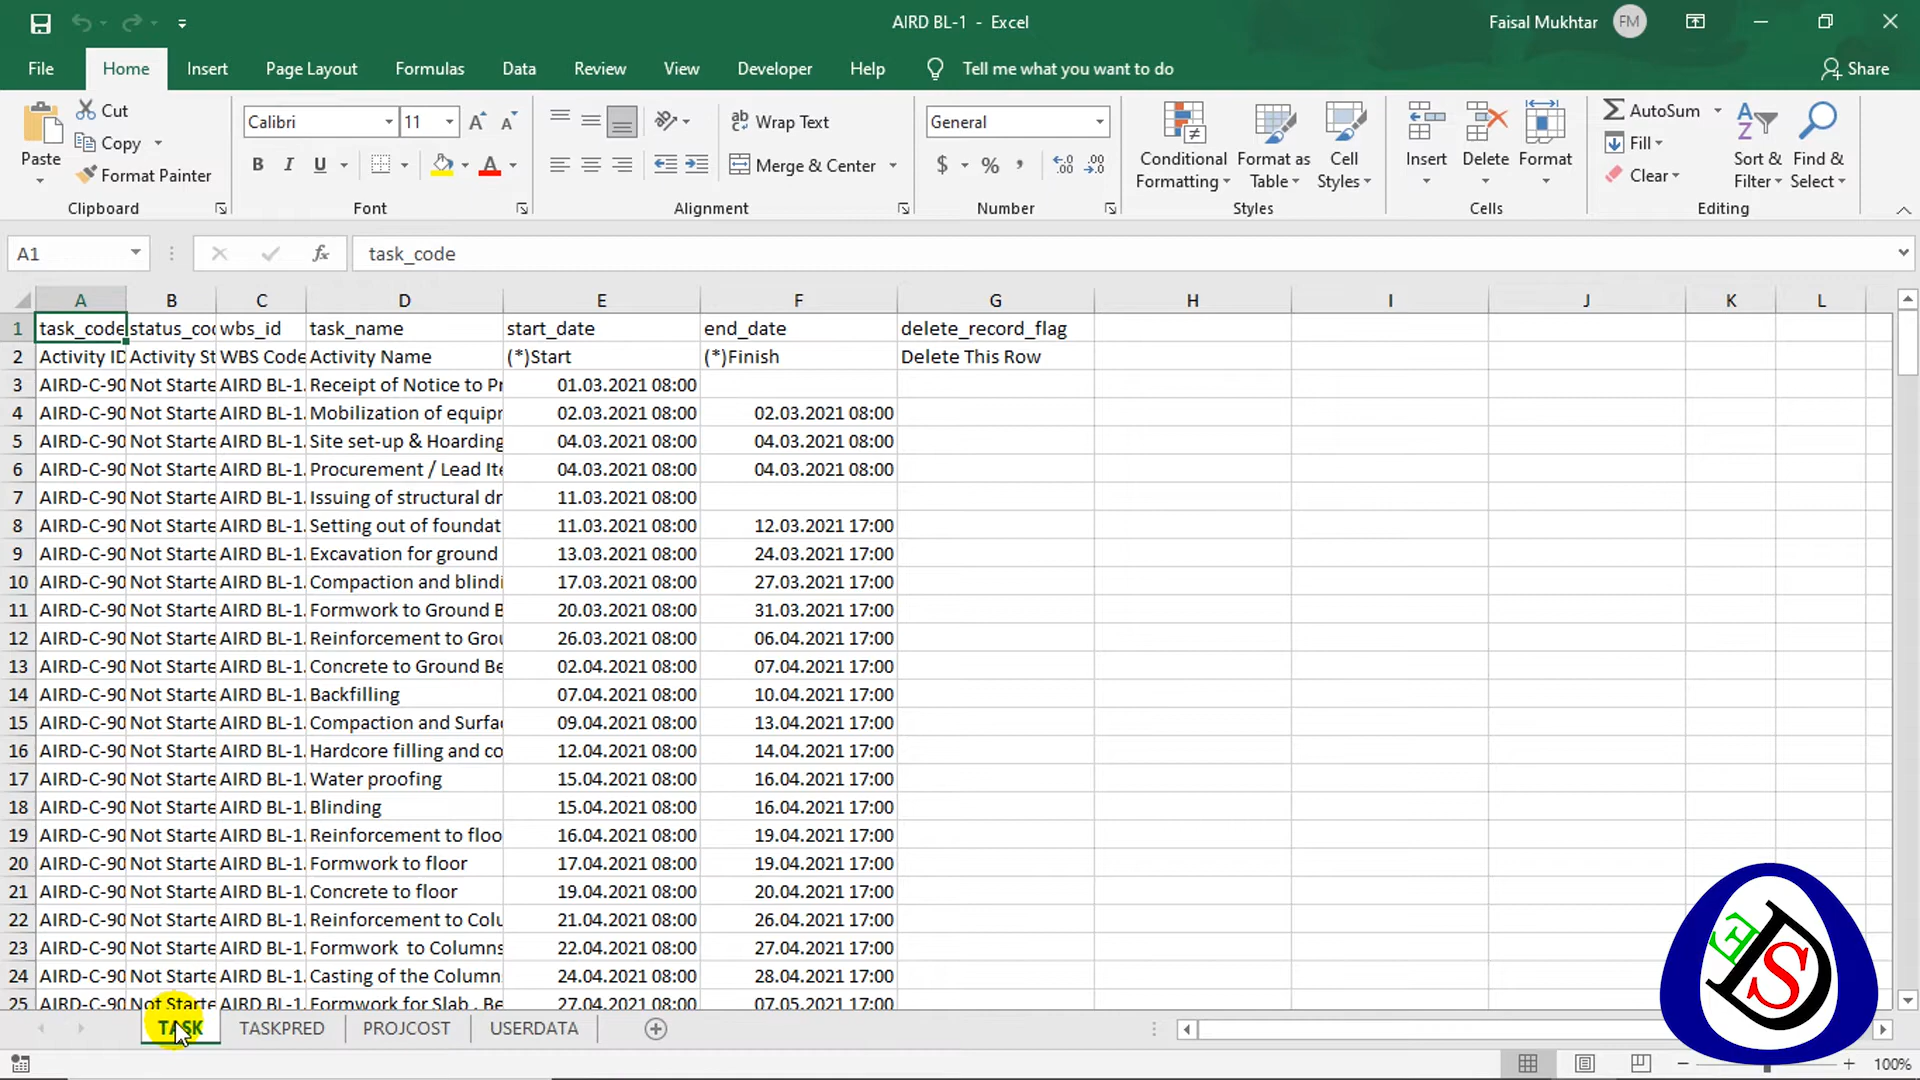 AIRD BL-1 - Excel
Faisal Mukhtar FM
File Home Insert Page Layout Formulas Data Review View Developer Help Tell me what you want to do Share
Paste Cut Copy Format Painter Clipboard
Calibri 11 A A B I U A Font
ab Wrap Text Merge & Center Alignment
General $ % , Number
Conditional Formatting Format as Table Cell Styles Styles
Insert Delete Format Cells
AutoSum Fill Clear Sort & Filter Find & Select Editing
A1 fx task_code
A B C D E F G H I J K L
1 task_code status_co wbs_id task_name start_date end_date delete_record_flag
2 Activity ID Activity St WBS Code Activity Name (*)Start (*)Finish Delete This Row
3 AIRD-C-90 Not Starte AIRD BL-1. Receipt of Notice to Pr 01.03.2021 08:00
4 AIRD-C-90 Not Starte AIRD BL-1. Mobilization of equipr 02.03.2021 08:00 02.03.2021 08:00
5 AIRD-C-90 Not Starte AIRD BL-1. Site set-up & Hoarding 04.03.2021 08:00 04.03.2021 08:00
6 AIRD-C-90 Not Starte AIRD BL-1. Procurement / Lead Ite 04.03.2021 08:00 04.03.2021 08:00
7 AIRD-C-90 Not Starte AIRD BL-1. Issuing of structural dr 11.03.2021 08:00
8 AIRD-C-90 Not Starte AIRD BL-1. Setting out of foundat 11.03.2021 08:00 12.03.2021 17:00
9 AIRD-C-90 Not Starte AIRD BL-1. Excavation for ground 13.03.2021 08:00 24.03.2021 17:00
10 AIRD-C-90 Not Starte AIRD BL-1. Compaction and blindi 17.03.2021 08:00 27.03.2021 17:00
11 AIRD-C-90 Not Starte AIRD BL-1. Formwork to Ground B 20.03.2021 08:00 31.03.2021 17:00
12 AIRD-C-90 Not Starte AIRD BL-1. Reinforcement to Grou 26.03.2021 08:00 06.04.2021 17:00
13 AIRD-C-90 Not Starte AIRD BL-1. Concrete to Ground Be 02.04.2021 08:00 07.04.2021 17:00
14 AIRD-C-90 Not Starte AIRD BL-1. Backfilling 07.04.2021 08:00 10.04.2021 17:00
15 AIRD-C-90 Not Starte AIRD BL-1. Compaction and Surfac 09.04.2021 08:00 13.04.2021 17:00
16 AIRD-C-90 Not Starte AIRD BL-1. Hardcore filling and co 12.04.2021 08:00 14.04.2021 17:00
17 AIRD-C-90 Not Starte AIRD BL-1. Water proofing 15.04.2021 08:00 16.04.2021 17:00
18 AIRD-C-90 Not Starte AIRD BL-1. Blinding 15.04.2021 08:00 16.04.2021 17:00
19 AIRD-C-90 Not Starte AIRD BL-1. Reinforcement to floo 16.04.2021 08:00 19.04.2021 17:00
20 AIRD-C-90 Not Starte AIRD BL-1. Formwork to floor 17.04.2021 08:00 19.04.2021 17:00
21 AIRD-C-90 Not Starte AIRD BL-1. Concrete to floor 19.04.2021 08:00 20.04.2021 17:00
22 AIRD-C-90 Not Starte AIRD BL-1. Reinforcement to Colu 21.04.2021 08:00 26.04.2021 17:00
23 AIRD-C-90 Not Starte AIRD BL-1. Formwork to Columns 22.04.2021 08:00 27.04.2021 17:00
24 AIRD-C-90 Not Starte AIRD BL-1. Casting of the Column 24.04.2021 08:00 28.04.2021 17:00
25 AIRD-C-90 Not Starte AIRD BL-1. Formwork for Slab , Be 27.04.2021 08:00 07.05.2021 17:00
TASK TASKPRED PROJCOST USERDATA
100%
E D S